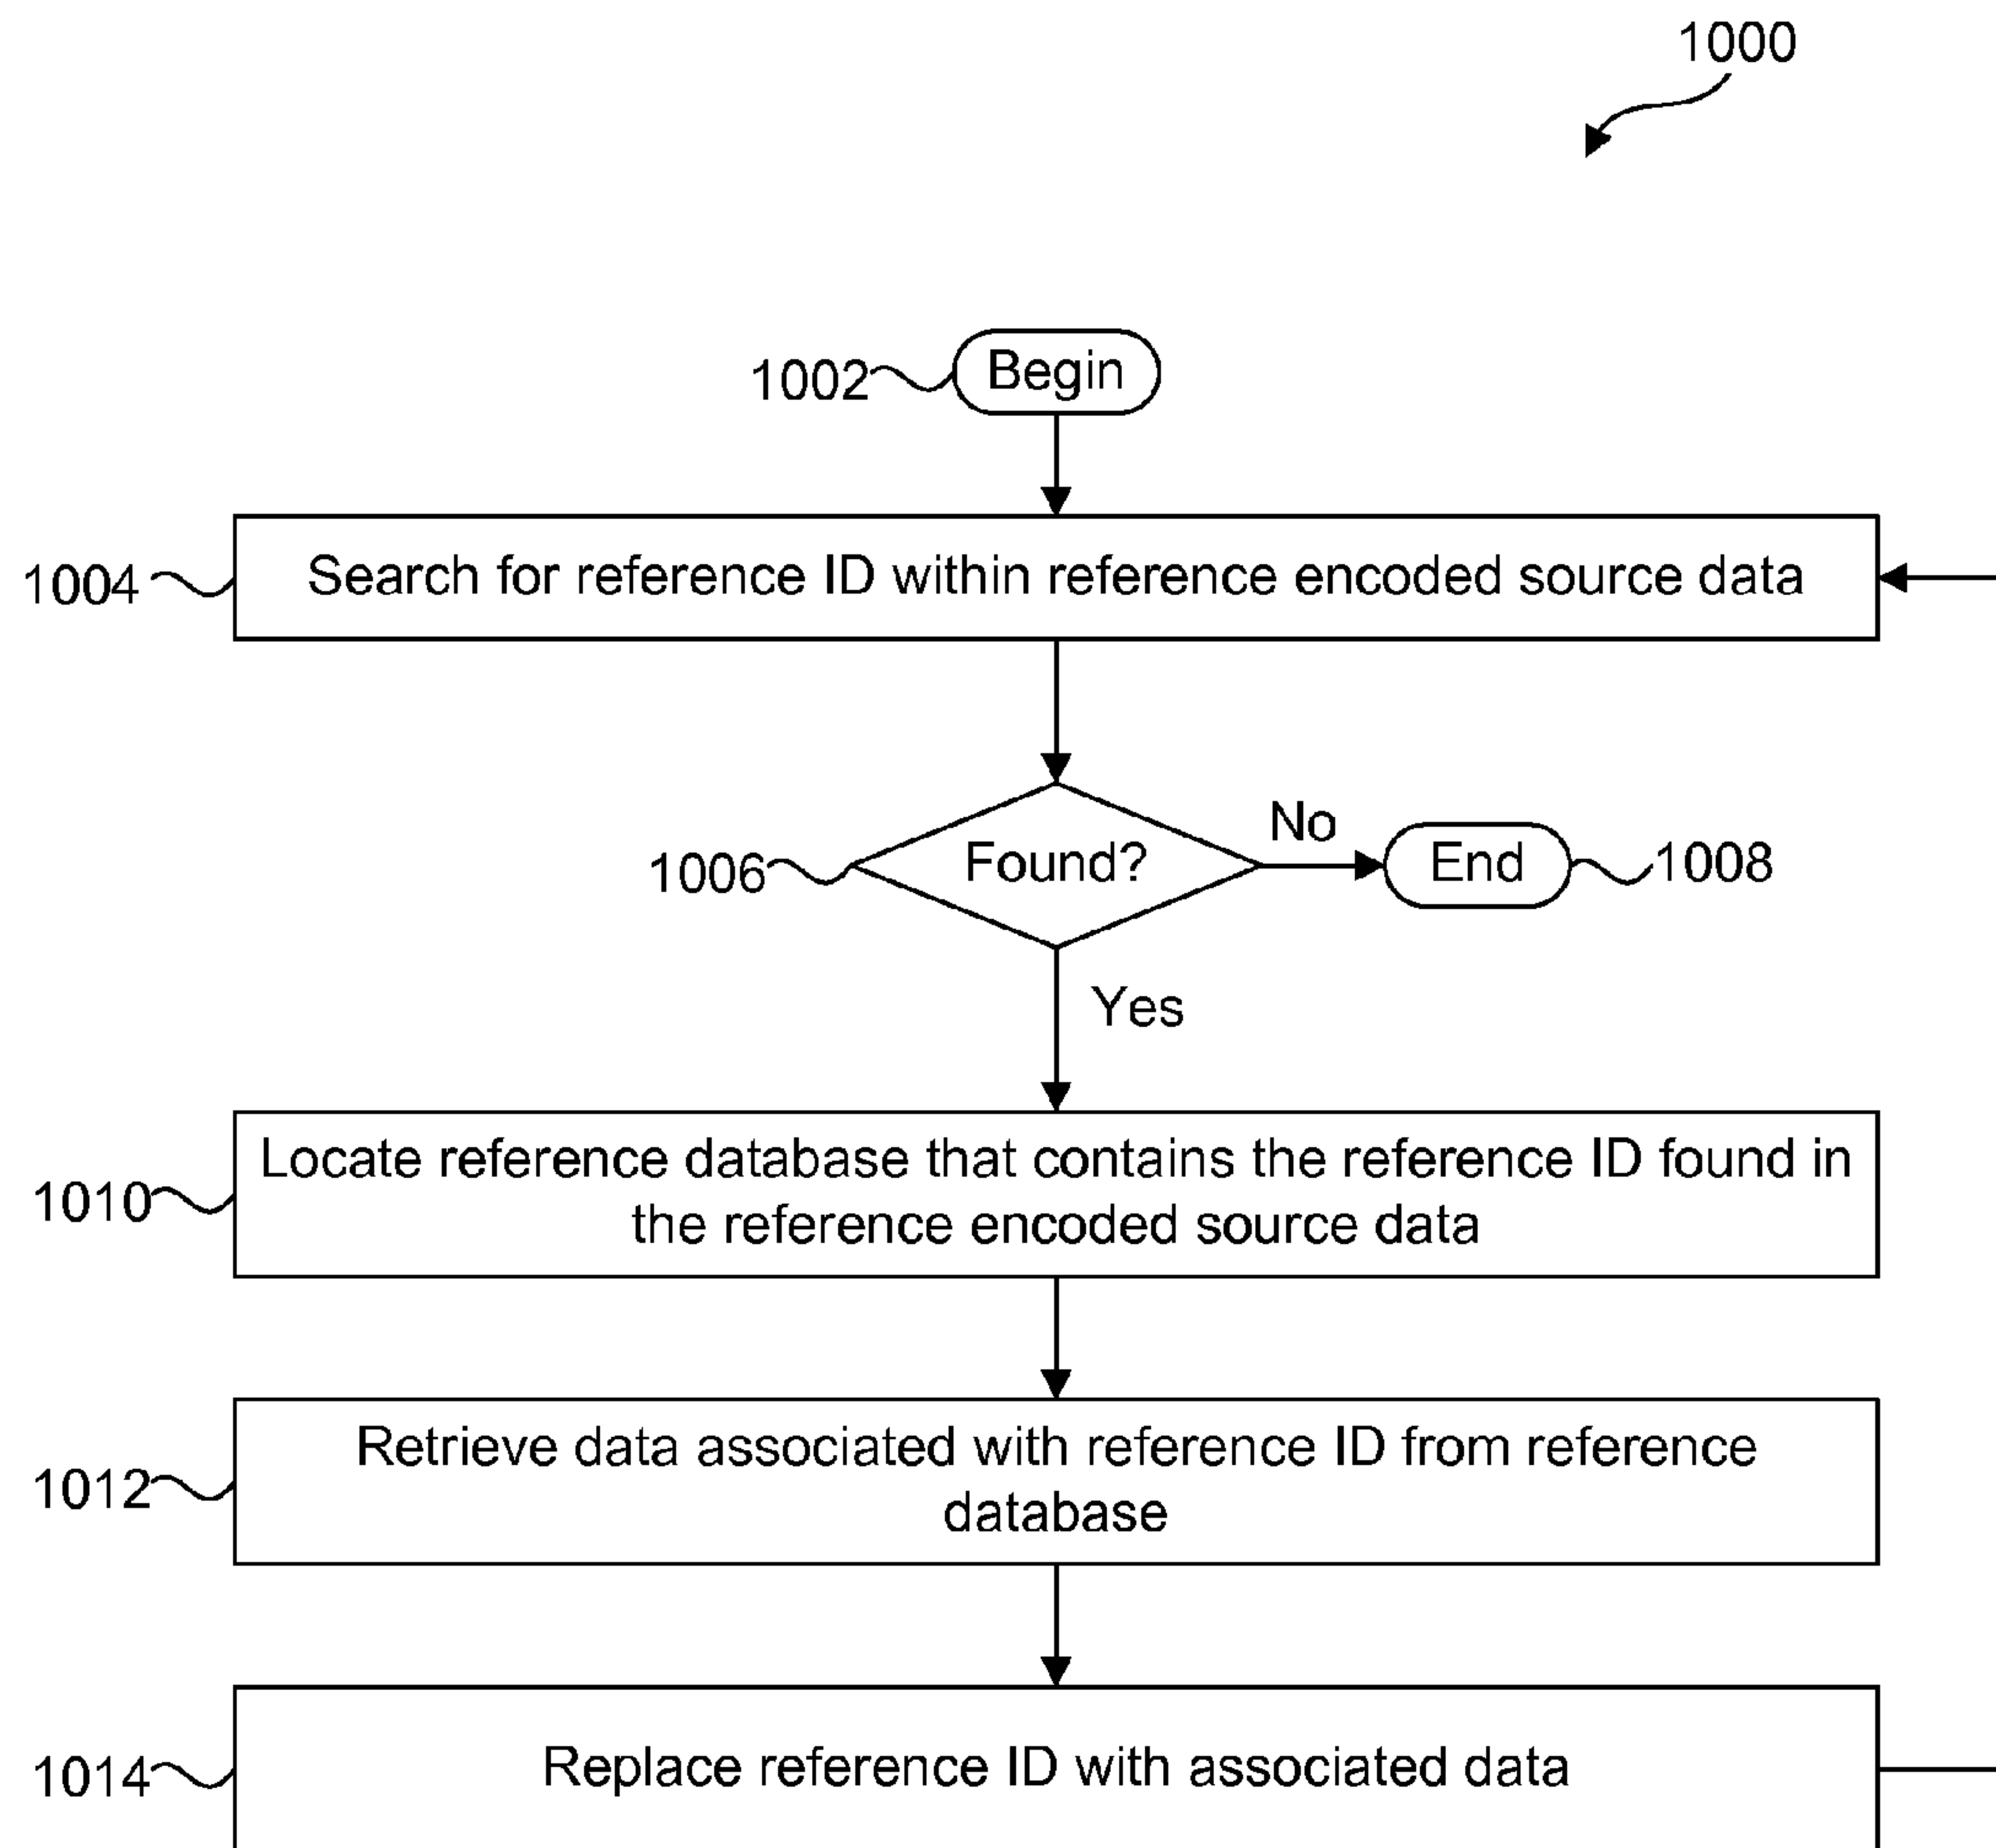 1000
1002
Begin
1004
Search for reference ID within reference encoded source data
1006
Found?
No
End
1008
Yes
1010
Locate reference database that contains the reference ID found in
the reference encoded source data
1012
Retrieve data associated with reference ID from reference
database
1014
Replace reference ID with associated data